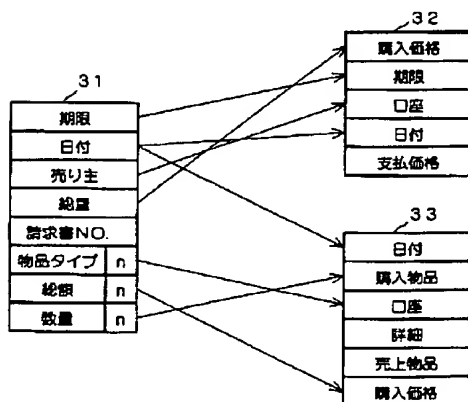 31
期限
日付
売り主
総量
請求書NO.
物品タイプ n
総額 n
数量 n
32
購入価格
期限
口座
日付
支払価格
33
日付
購入物品
口座
詳細
売上物品
購入価格